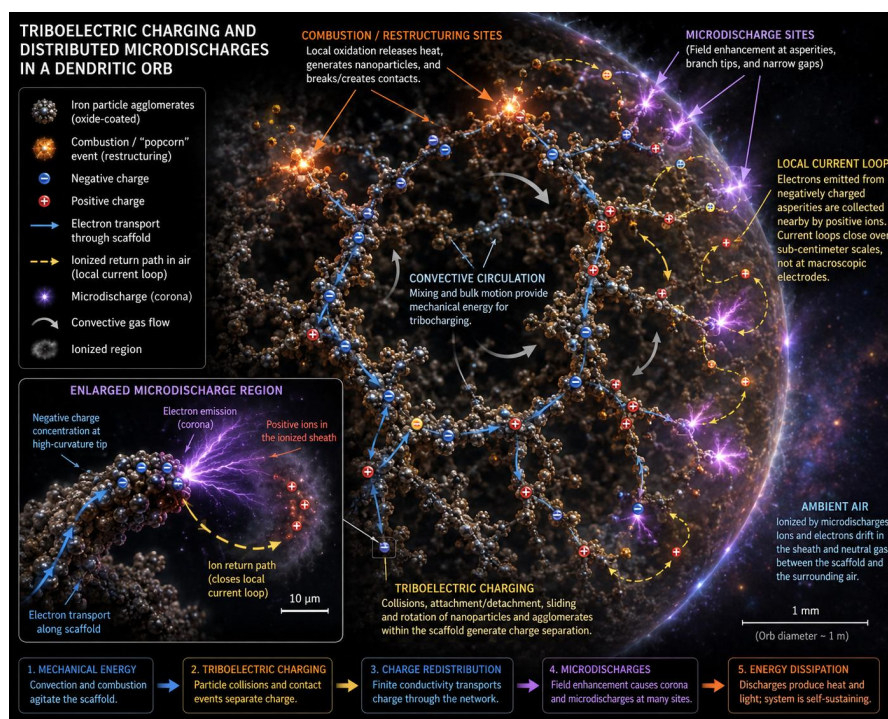 TRIBOELECTRIC CHARGING AND
DISTRIBUTED MICRODISCHARGES
IN A DENDRITIC ORB
Iron particle agglomerates
(oxide-coated)
Combustion / "popcorn"
event (restructuring)
Negative charge
Positive charge
Electron transport
through scaffold
Ionized return path in air
(local current loop)
Microdischarge (corona)
Convective gas flow
Ionized region
COMBUSTION / RESTRUCTURING SITES
Local oxidation releases heat,
generates nanoparticles, and
breaks/creates contacts.
MICRODISCHARGE SITES
(Field enhancement at asperities,
branch tips, and narrow gaps)
LOCAL CURRENT LOOP
Electrons emitted from
negatively charged
asperities are collected
nearby by positive ions.
Current loops close over
sub-centimeter scales,
not at macroscopic
electrodes.
CONVECTIVE CIRCULATION
Mixing and bulk motion provide
mechanical energy for
tribocharging.
ENLARGED MICRODISCHARGE REGION
Negative charge
concentration at
high-curvature tip
Electron emission
(corona)
Positive ions
in the ionized sheath
Ion return path
(closes local
current loop)
Electron transport
along scaffold
10 μm
TRIBOELECTRIC CHARGING
Collisions, attachment/detachment, sliding
and rotation of nanoparticles and agglomerates
within the scaffold generate charge separation.
AMBIENT AIR
Ionized by microdischarges
Ions and electrons drift in
the sheath and neutral gas
between the scaffold and
the surrounding air.
1 mm
(Orb diameter ~ 1 m)
1. MECHANICAL ENERGY
Convection and combustion
agitate the scaffold.
2. TRIBOELECTRIC CHARGING
Particle collisions and contact
events separate charge.
3. CHARGE REDISTRIBUTION
Finite conductivity transports
charge through the network.
4. MICRODISCHARGES
Field enhancement causes corona
and microdischarges at many sites.
5. ENERGY DISSIPATION
Discharges produce heat and
light; system is self-sustaining.